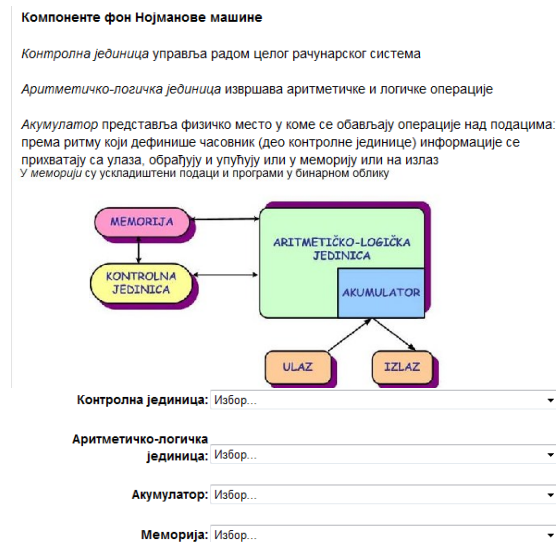 Компоненте фон Нојманове машине
Контролна јединица управља радом целог рачунарског система
Аритметичко-логичка јединица извршава аритметичке и логичке операције
Акумулатор представља физичко место у коме се обављају операције над подацима:
према ритму који дефинише часовник (део контролне јединице) информације се
прихватају са улаза, обрађују и упућују или у меморију или на излаз
У меморији су ускладиштени подаци и програми у бинарном облику
MEMORIJA
ARITMETIČKO-LOGIČKA
JEDINICA
KONTROLNA
JEDINICA
AKUMULATOR
ULAZ
IZLAZ
Контролна јединица: Избор...
Аритметичко-логичка
јединица: Избор...
Акумулатор: Избор...
Меморија: Избор...